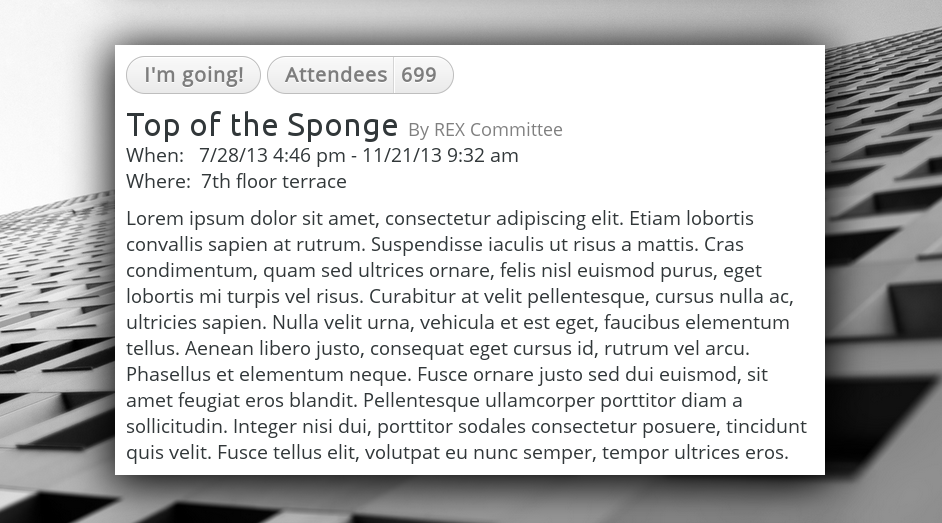 I'm going! Attendees 699
Top of the Sponge By REX Committee
When: 7/28/13 4:46 pm - 11/21/13 9:32 am
Where: 7th floor terrace
Lorem ipsum dolor sit amet, consectetur adipiscing elit. Etiam lobortis
convallis sapien at rutrum. Suspendisse iaculis ut risus a mattis. Cras
condimentum, quam sed ultrices ornare, felis nisl euismod purus, eget
lobortis mi turpis vel risus. Curabitur at velit pellentesque, cursus nulla ac,
ultricies sapien. Nulla velit urna, vehicula et est eget, faucibus elementum
tellus. Aenean libero justo, consequat eget cursus id, rutrum vel arcu.
Phasellus et elementum neque. Fusce ornare justo sed dui euismod, sit
amet feugiat eros blandit. Pellentesque ullamcorper porttitor diam a
sollicitudin. Integer nisi dui, porttitor sodales consectetur posuere, tincidunt
quis velit. Fusce tellus elit, volutpat eu nunc semper, tempor ultrices eros.